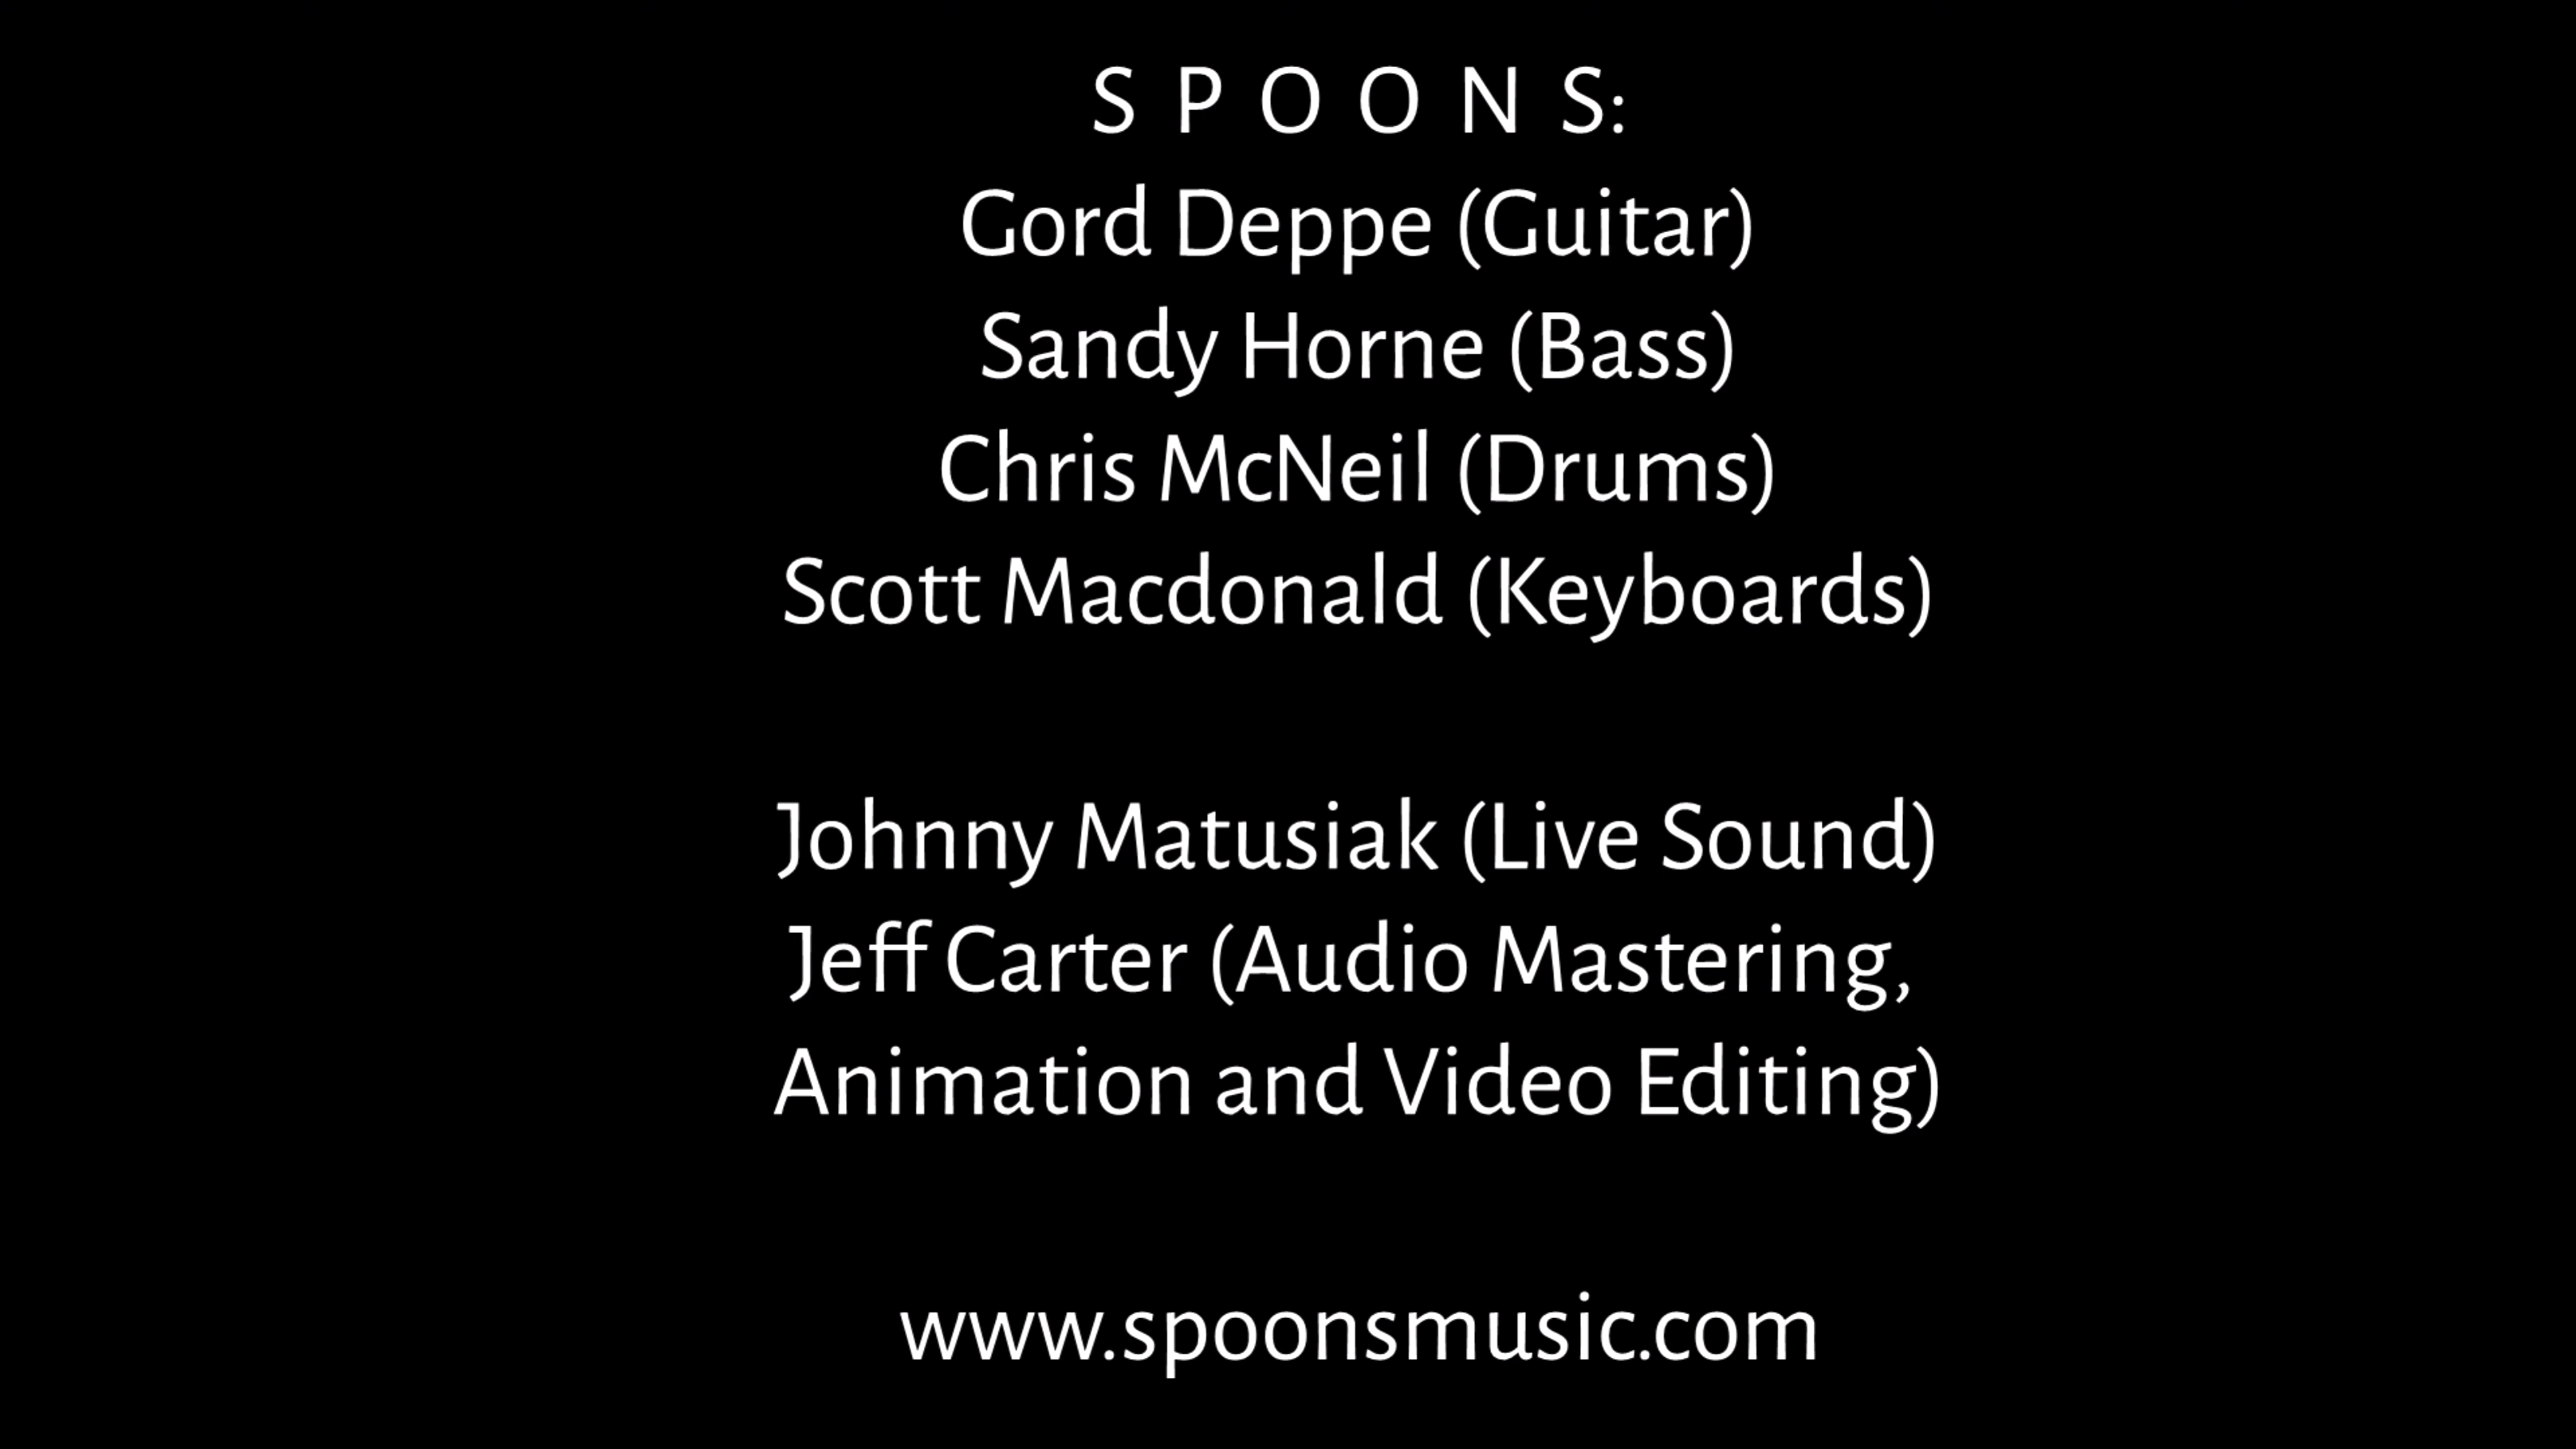 S P O O N S:
Gord Deppe (Guitar)
Sandy Horne (Bass)
Chris McNeil (Drums)
Scott Macdonald (Keyboards)
Johnny Matusiak (Live Sound)
Jeff Carter (Audio Mastering,
Animation and Video Editing)
www.spoonsmusic.com